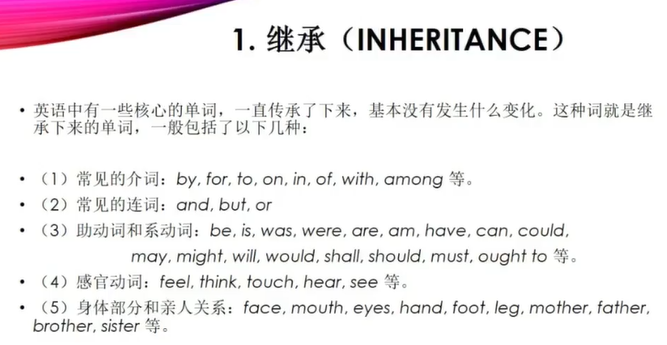 1. 继承（INHERITANCE）
• 英语中有一些核心的单词，一直传承了下来，基本没有发生什么变化。这种词就是继
承下来的单词，一般包括了以下几种：
• （1）常见的介词：by, for, to, on, in, of, with, among 等。
• （2）常见的连词：and, but, or
• （3）助动词和系动词：be, is, was, were, are, am, have, can, could,
may, might, will, would, shall, should, must, ought to 等。
• （4）感官动词：feel, think, touch, hear, see 等。
• （5）身体部分和亲人关系：face, mouth, eyes, hand, foot, leg, mother, father,
brother, sister 等。